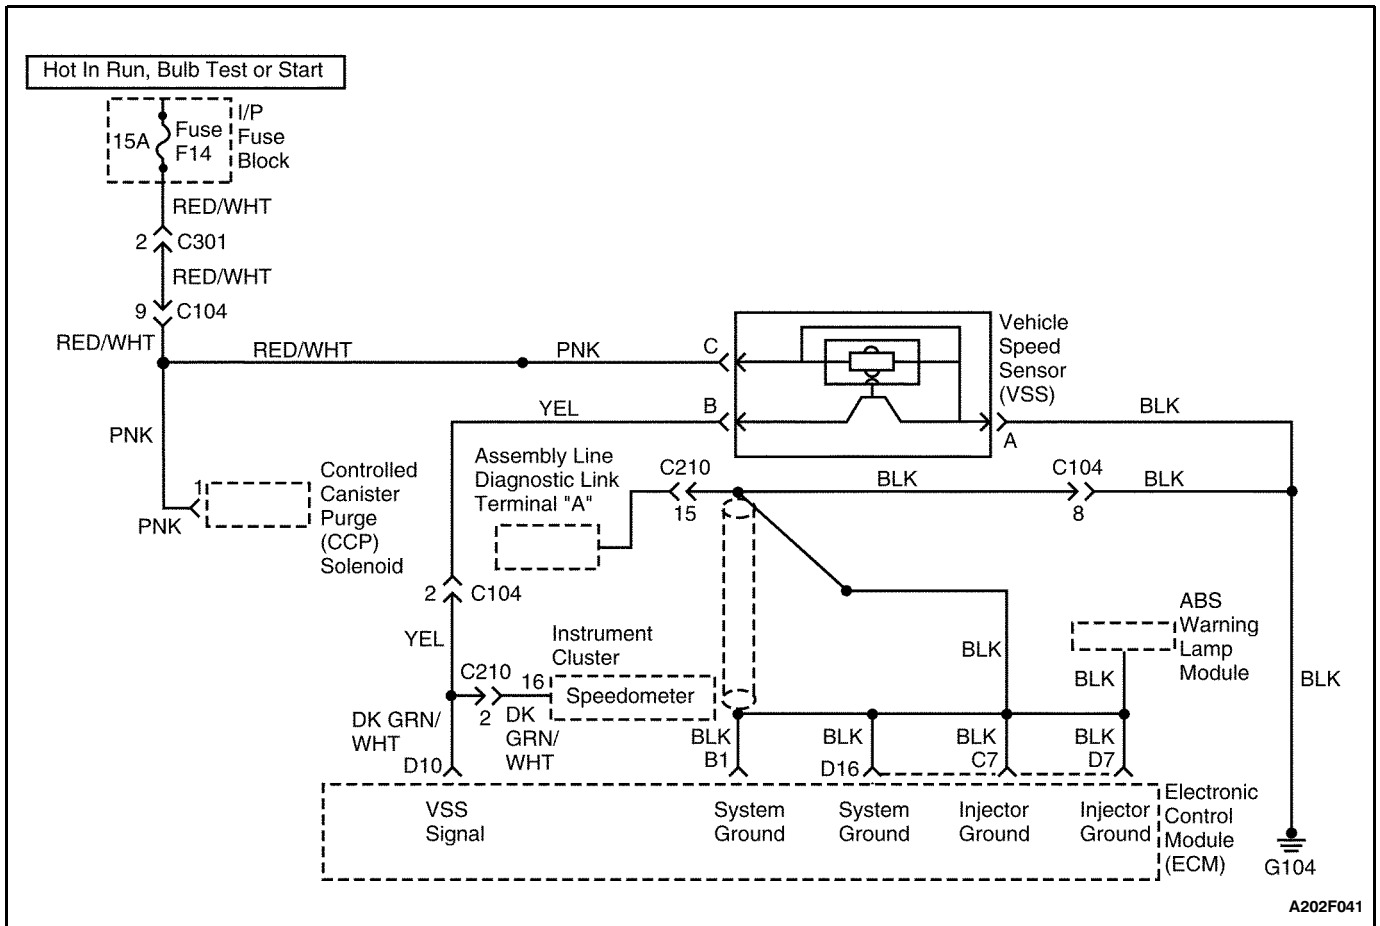 Hot In Run, Bulb Test or Start
15A
Fuse
F14
I/P
Fuse
Block
RED/WHT
2
C301
RED/WHT
9
C104
RED/WHT
RED/WHT
PNK
C
Vehicle
Speed
Sensor
(VSS)
B
YEL
A
BLK
PNK
1
PNK
Controlled
Canister
Purge
(CCP)
Solenoid
Assembly Line
Diagnostic Link
Terminal "A"
C210
15
BLK
C104
8
BLK
2
C104
YEL
Instrument
Cluster
C210
2
16
Speedometer
DK GRN/
WHT
DK
GRN/
WHT
BLK
ABS
Warning
Lamp
Module
BLK
BLK
D10
BLK
B1
BLK
D16
BLK
C7
BLK
D7
VSS
Signal
System
Ground
System
Ground
Injector
Ground
Injector
Ground
Electronic
Control
Module
(ECM)
G104
A202F041